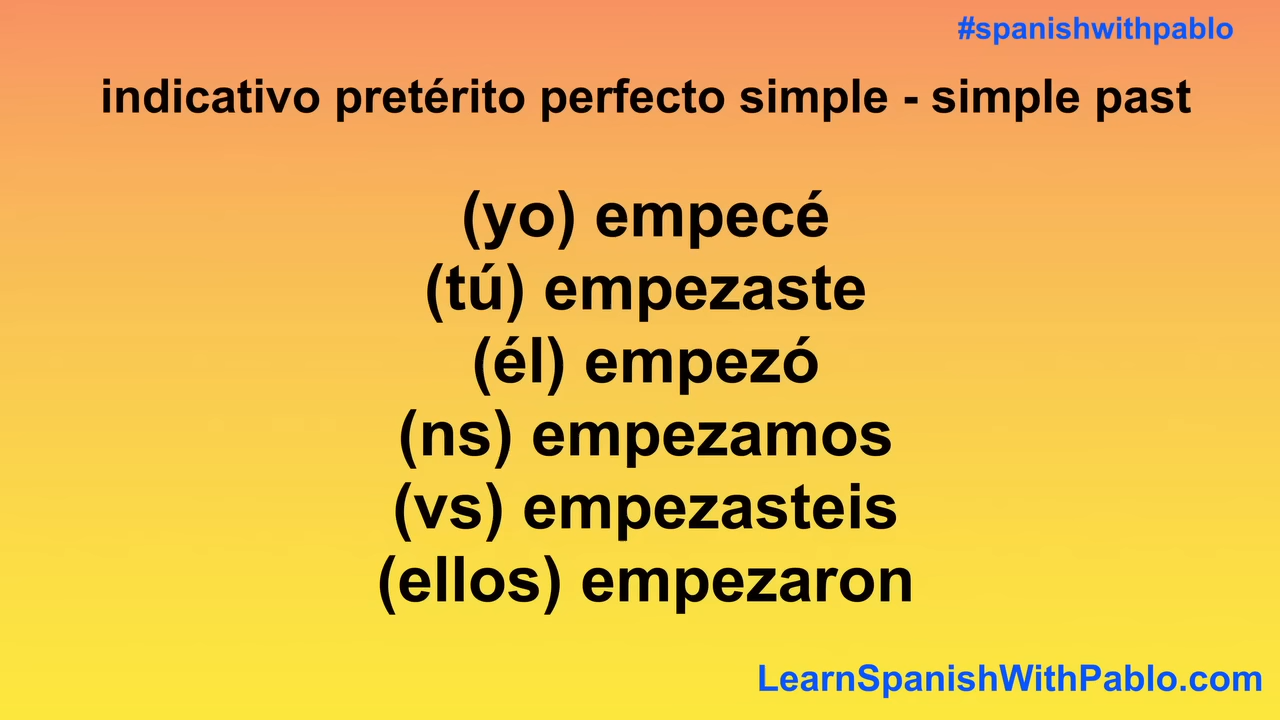 #spanishwithpablo
indicativo pretérito perfecto simple - simple past
(yo) empecé
(tú) empezaste
(él) empezó
(ns) empezamos
(vs) empezasteis
(ellos) empezaron
LearnSpanishWithPablo.com